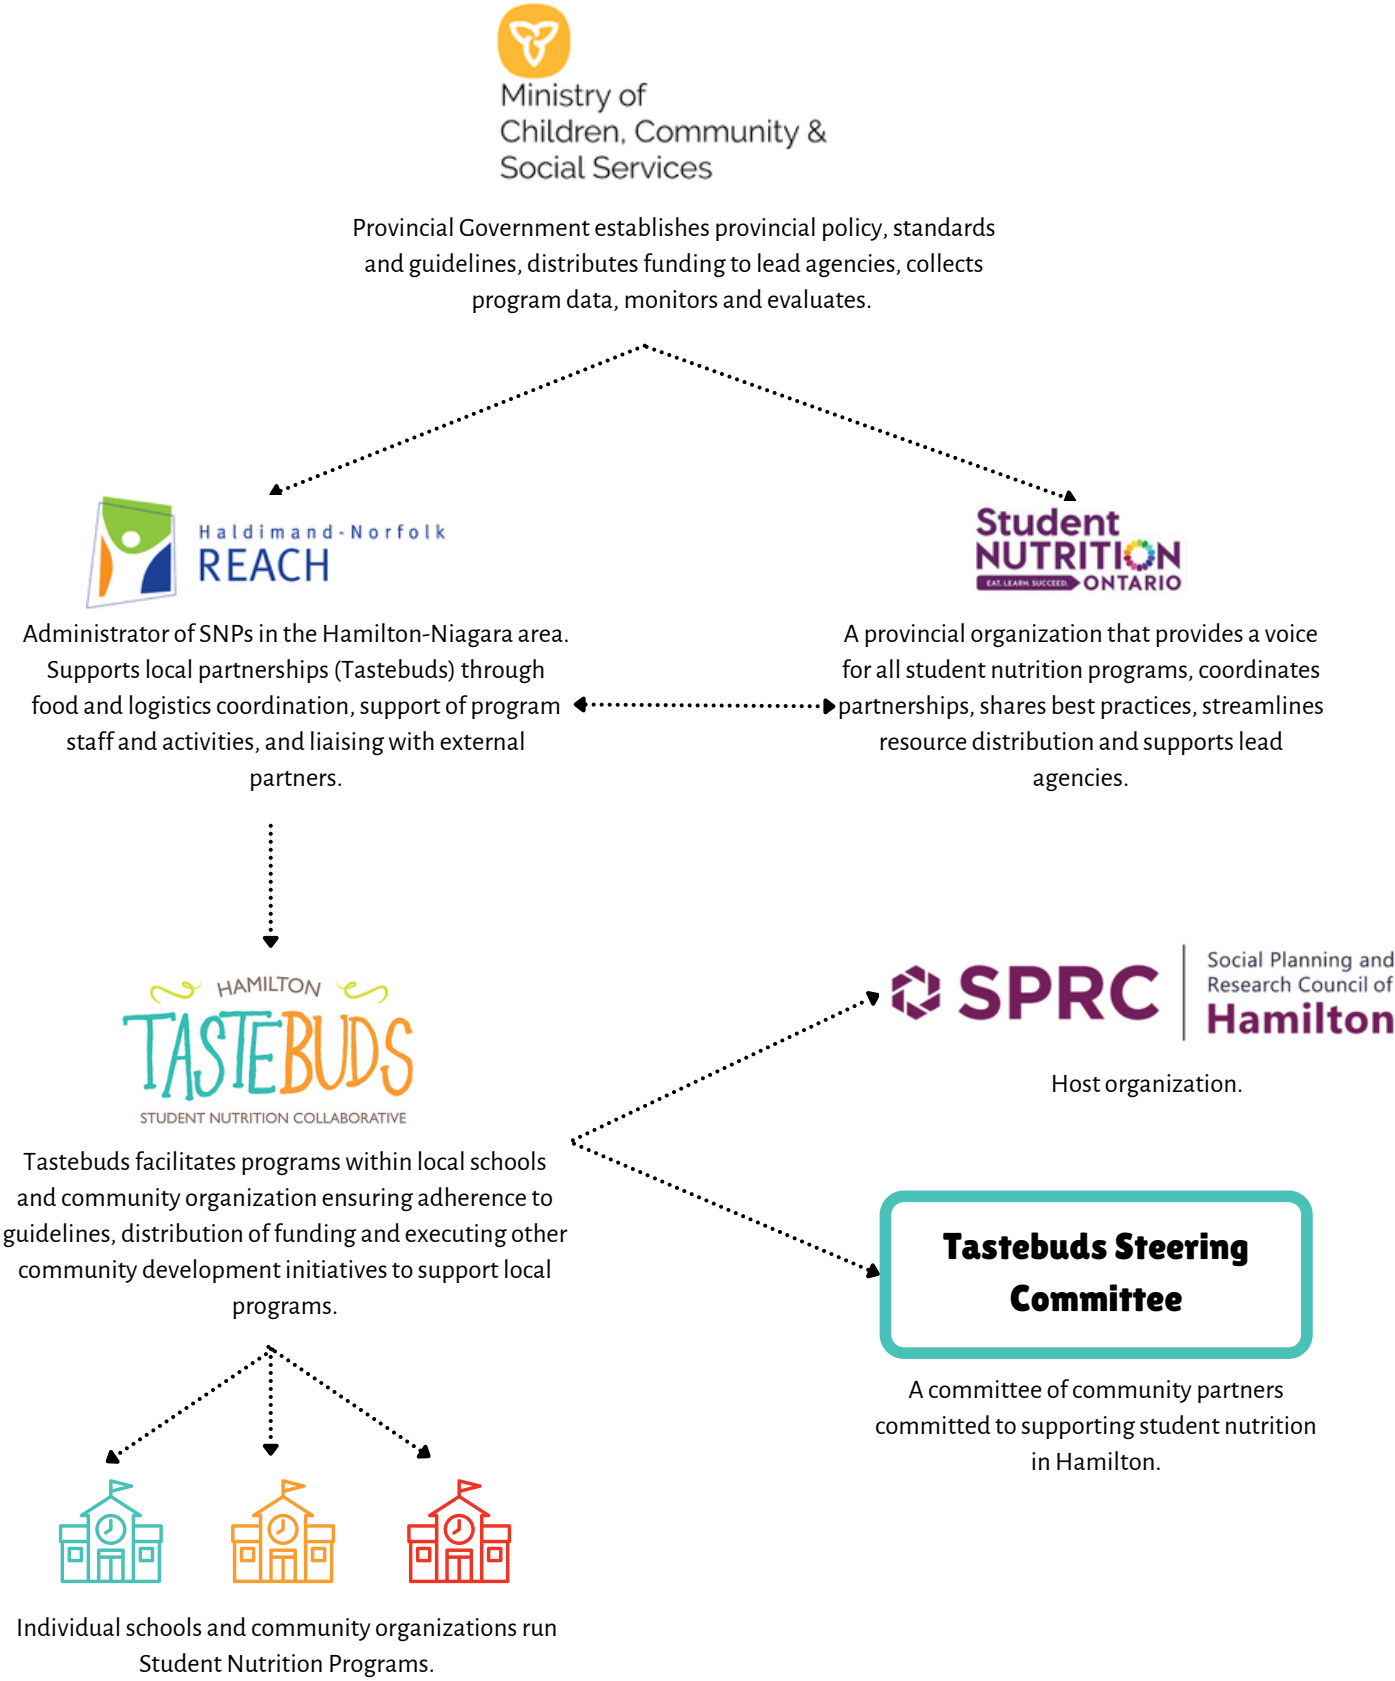 Ministry of
Children, Community &
Social Services
Provincial Government establishes provincial policy, standards
and guidelines, distributes funding to lead agencies, collects
program data, monitors and evaluates.
Haldimand-Norfolk
REACH
Administrator of SNPs in the Hamilton-Niagara area.
Supports local partnerships (Tastebuds) through
food and logistics coordination, support of program
staff and activities, and liaising with external
partners.
Student
NUTRITION
EAT. LEARN. SUCCEED. ONTARIO
A provincial organization that provides a voice
for all student nutrition programs, coordinates
partnerships, shares best practices, streamlines
resource distribution and supports lead
agencies.
HAMILTON
TASTEBUDS
STUDENT NUTRITION COLLABORATIVE
Tastebuds facilitates programs within local schools
and community organization ensuring adherence to
guidelines, distribution of funding and executing other
community development initiatives to support local
programs.
SPRC
Social Planning and
Research Council of
Hamilton
Host organization.
Tastebuds Steering
Committee
A committee of community partners
committed to supporting student nutrition
in Hamilton.
Individual schools and community organizations run
Student Nutrition Programs.